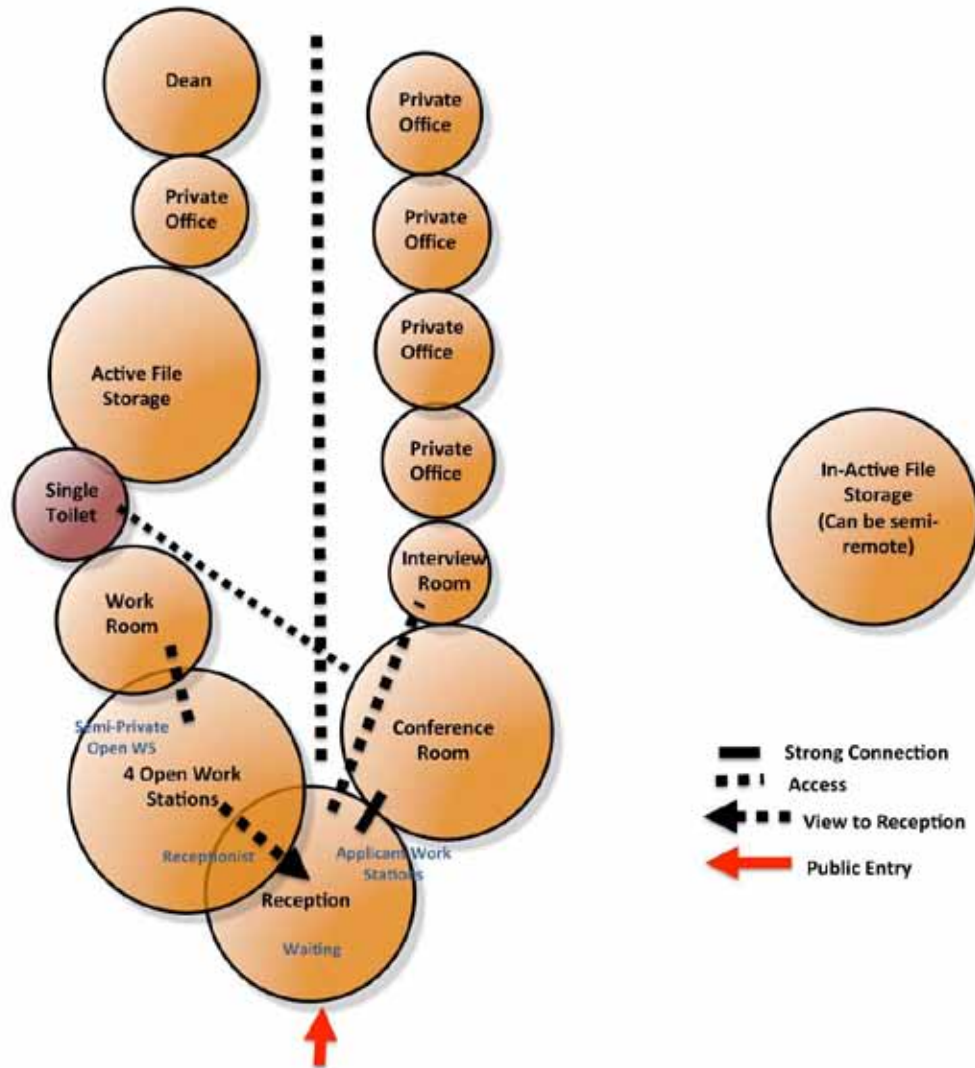 Dean
Private
Office
Active File
Storage
Single
Toilet
Work
Room
Semi-Private
Open WS
4 Open Work
Stations
Receptionist
Private
Office
Private
Office
Private
Office
Private
Office
Interview
Room
Conference
Room
Applicant Work
Stations
Reception
Waiting
In-Active File
Storage
(Can be semi-
remote)
Strong Connection
Access
View to Reception
Public Entry